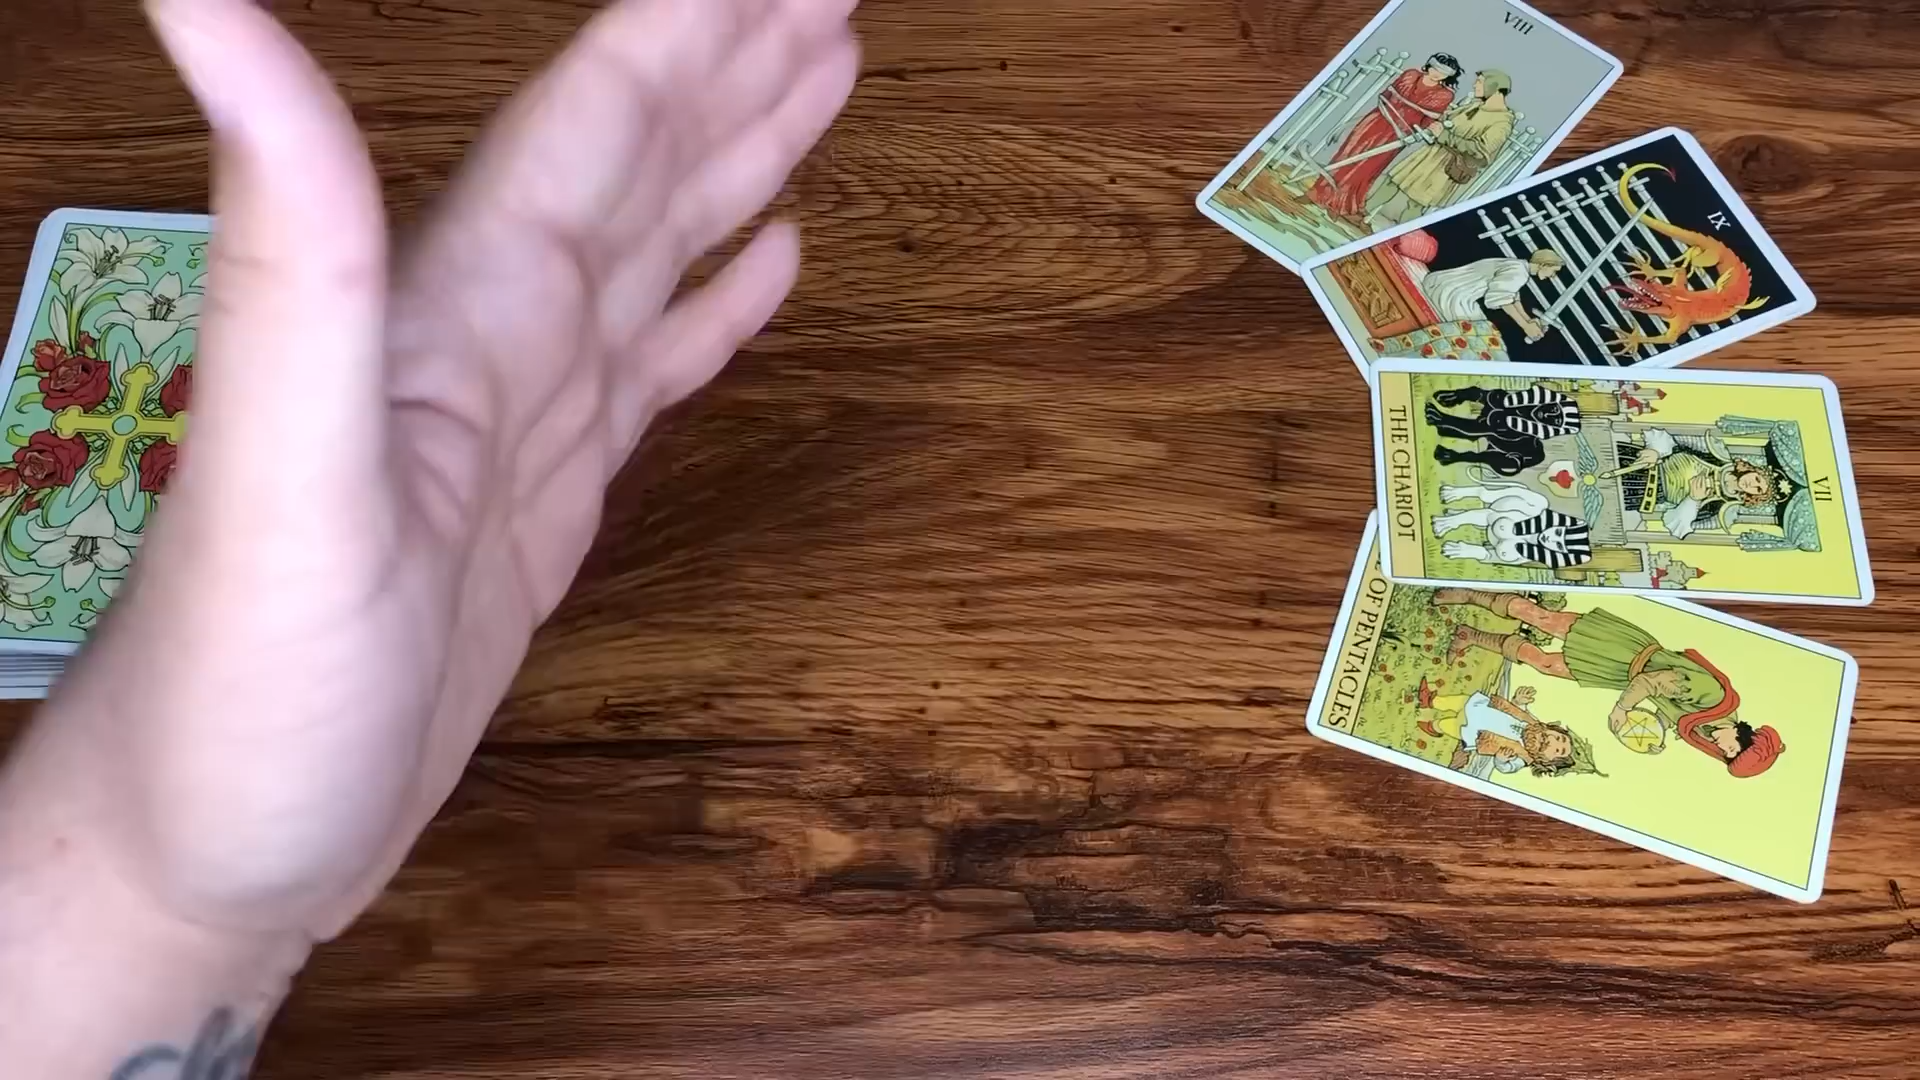 VIII
IX
VII
THE CHARIOT
OF PENTACLES